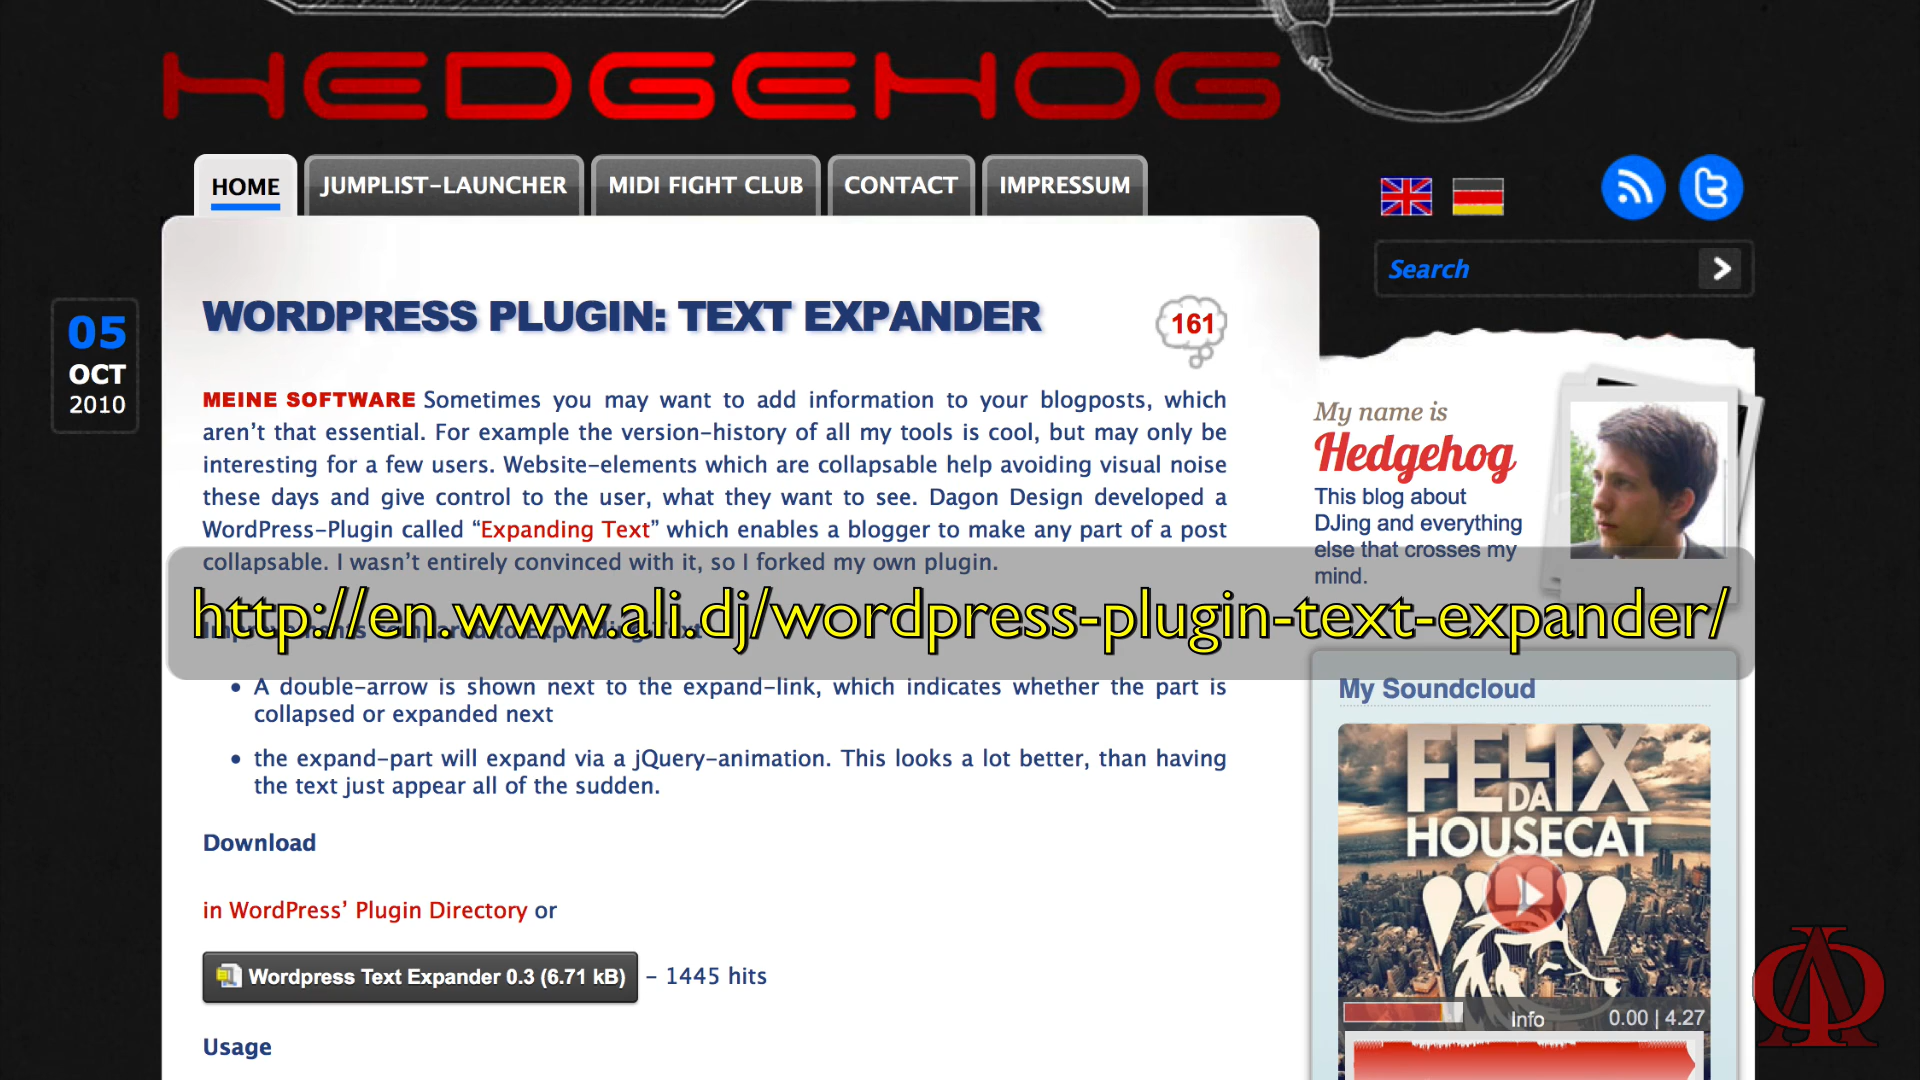 HEDGEHOG
HOME
JUMPLIST-LAUNCHER
MIDI FIGHT CLUB
CONTACT
IMPRESSUM
Search
05
OCT
2010
WORDPRESS PLUGIN: TEXT EXPANDER
161
MEINE SOFTWARE Sometimes you may want to add information to your blogposts, which
aren't that essential. For example the version-history of all my tools is cool, but may only be
interesting for a few users. Website-elements which are collapsable help avoiding visual noise
these days and give control to the user, what they want to see. Dagon Design developed a
WordPress-Plugin called “Expanding Text” which enables a blogger to make any part of a post
collapsable. I wasn't entirely convinced with it, so I forked my own plugin.
http://en.www.ali.dj/wordpress-plugin-text-expander/
• A double-arrow is shown next to the expand-link, which indicates whether the part is
collapsed or expanded next
• the expand-part will expand via a jQuery-animation. This looks a lot better, than having
the text just appear all of the sudden.
Download
in WordPress' Plugin Directory or
Wordpress Text Expander 0.3 (6.71 kB) - 1445 hits
Usage
My name is
Hedgehog
This blog about
DJing and everything
else that crosses my
mind.
My Soundcloud
FELIX
DA
HOUSECAT
Info
0.00 | 4.27